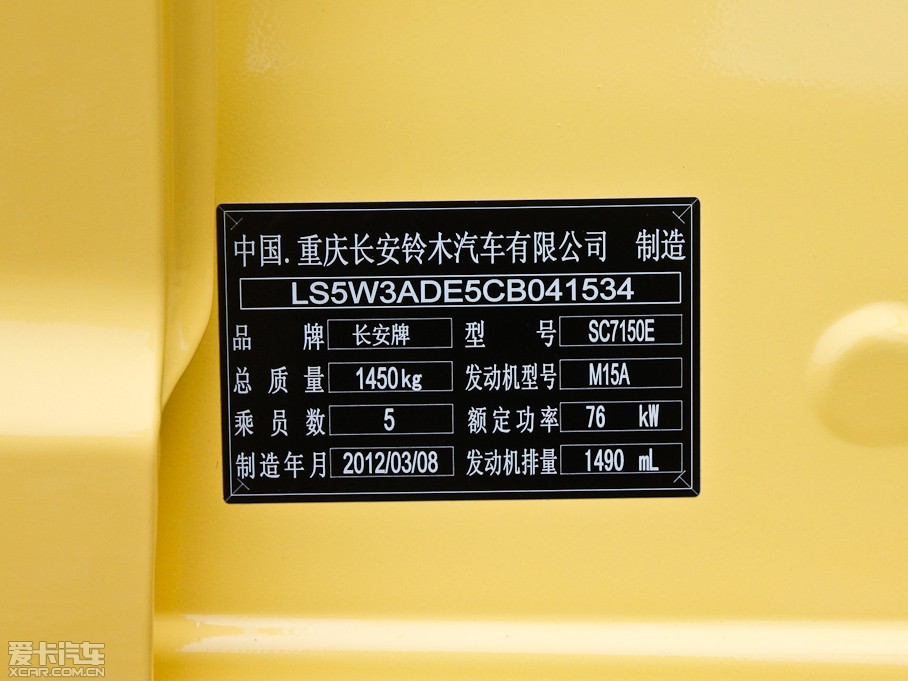 中国.重庆长安铃木汽车有限公司 制造
LS5W3ADE5CB041534
品牌 长安牌 型号 SC7150E
总质量 1450kg 发动机型号 M15A
乘员数 5 额定功率 76 kW
制造年月 2012/03/08 发动机排量 1490 mL
爱卡汽车
XCAR.COM.CN